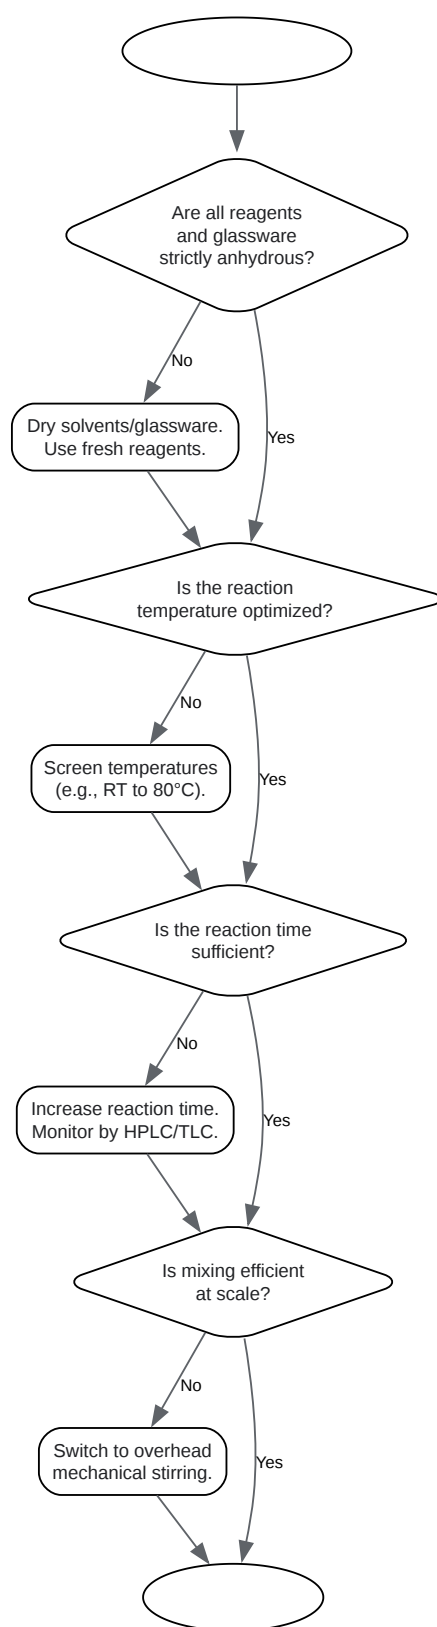 Are all reagents
and glassware
strictly anhydrous?
No
Dry solvents/glassware.
Use fresh reagents.
Yes
Is the reaction
temperature optimized?
No
Screen temperatures
(e.g., RT to 80°C).
Yes
Is the reaction time
sufficient?
No
Increase reaction time.
Monitor by HPLC/TLC.
Yes
Is mixing efficient
at scale?
No
Switch to overhead
mechanical stirring.
Yes